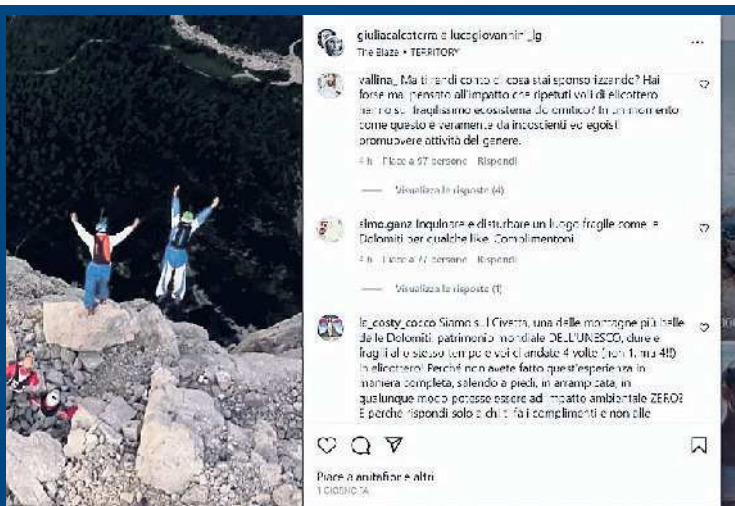 giuliacalcaterra e lucagiovannini_lg
The Blaze • TERRITORY
vallina_ Ma ti rendi conto di cosa stai sponsorizzando? Hai
forse mai pensato all'impatto che ripetuti voli di elicottero
hanno sul fragilissimo ecosistema dolomitico? In un momento
come questo è veramente da incoscienti ed egoisti
promuovere attività del genere.
4 h Piace a 97 persone Rispondi
Visualizza le risposte (4)
simo.ganz Inquinare e disturbare un luogo fragile come le
Dolomiti per qualche like. Complimentoni
4 h Piace a 77 persone Rispondi
Visualizza le risposte (1)
la_costy_cocco Siamo sul Civetta, una delle montagne più belle
delle Dolomiti, patrimonio mondiale DELL'UNESCO, dure e
fragili allo stesso tempo e voi ci andate 4 volte (non 1, ma 4!!)
in elicottero! Perché non avete fatto quest'esperienza in
maniera completa, salendo a piedi, in arrampicata, in
qualunque modo potesse essere ad impatto ambientale ZERO?
E perché rispondi solo a chi ti fa i complimenti e non alle
Piace a anitafior e altri
1 GIORNO FA